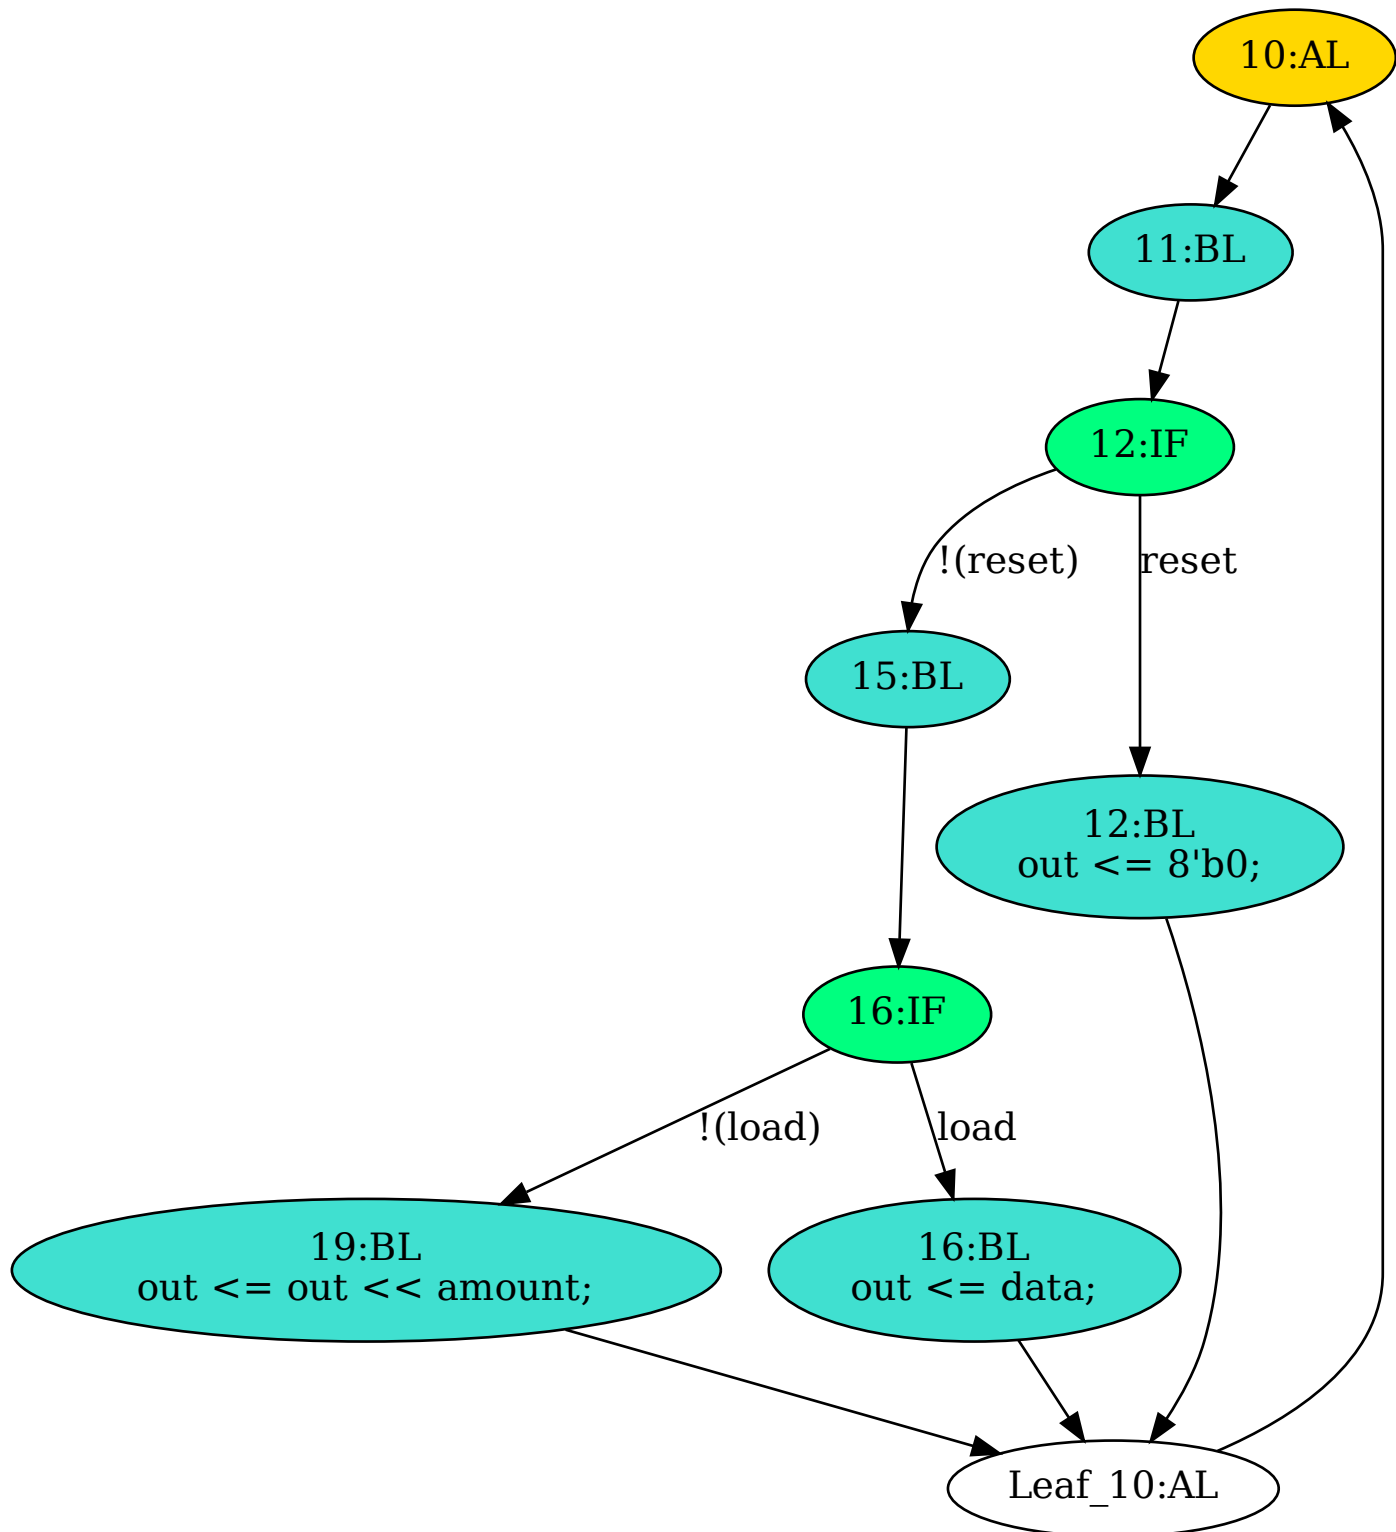 10:AL
11:BL
12:IF
!(reset)
reset
15:BL
12:BL
out <= 8'b0;
16:IF
!(load)
load
19:BL
out <= out << amount;
16:BL
out <= data;
Leaf_10:AL